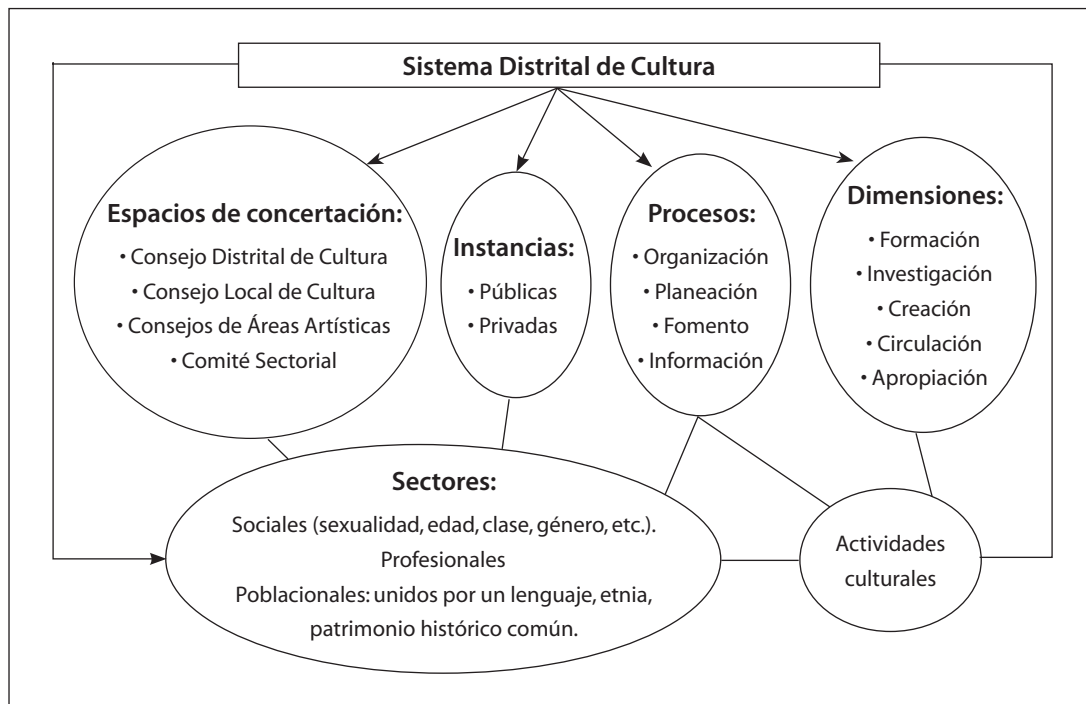 Sistema Distrital de Cultura
Espacios de concertación:
• Consejo Distrital de Cultura
• Consejo Local de Cultura
• Consejos de Áreas Artísticas
• Comité Sectorial
Instancias:
• Públicas
• Privadas
Procesos:
• Organización
• Planeación
• Fomento
• Información
Dimensiones:
• Formación
• Investigación
• Creación
• Circulación
• Apropiación
Sectores:
Sociales (sexualidad, edad, clase, género, etc.).
Profesionales
Poblacionales: unidos por un lenguaje, etnia,
patrimonio histórico común.
Actividades
culturales